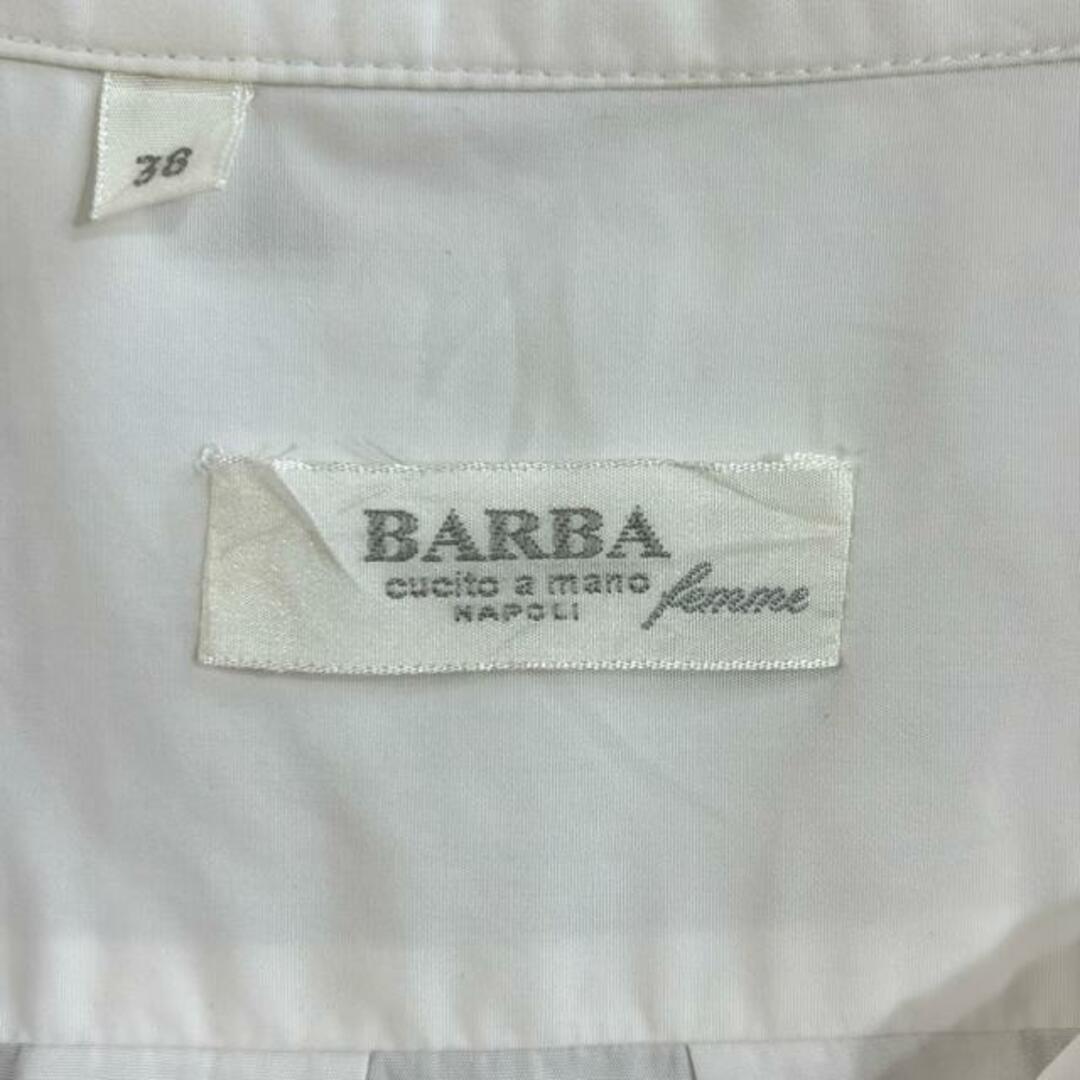 38
BARBA
cucito a mano
NAPOLI
femme